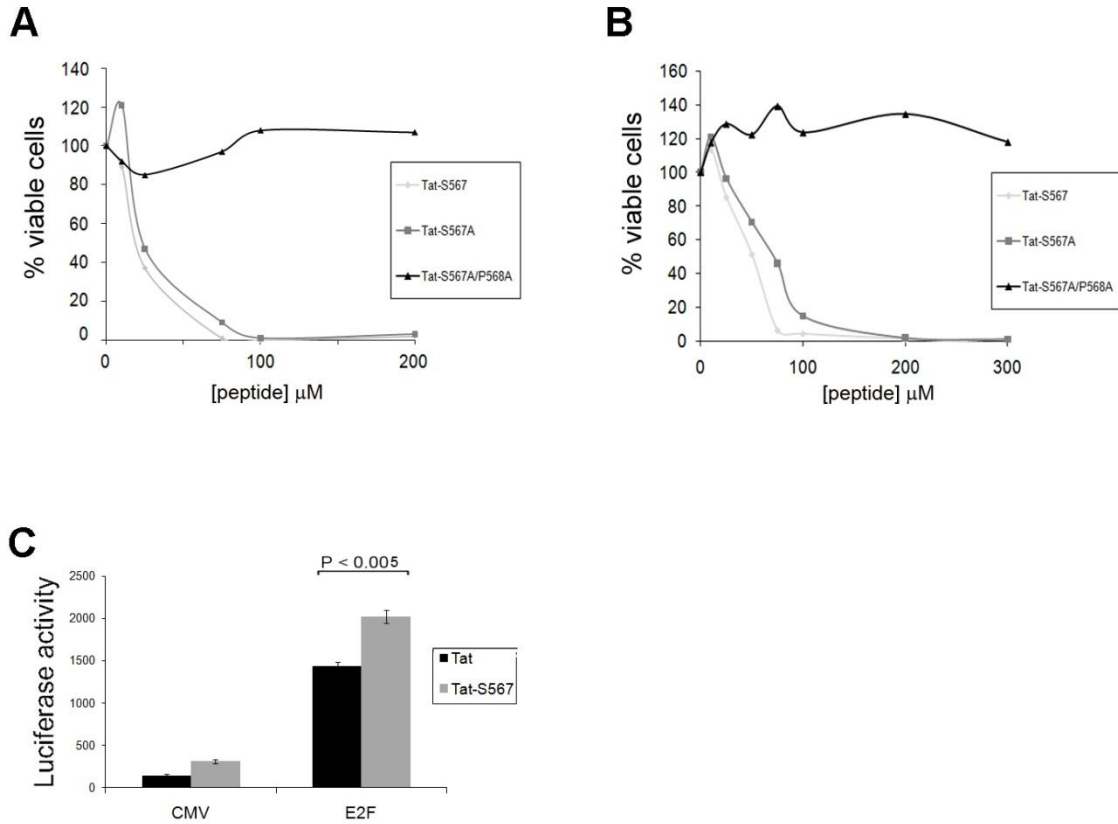 A
% viable cells
140
120
100
80
60
40
20
0
0
100
200
[peptide] μM
Tat-S567
Tat-S567A
Tat-S567A/P568A
B
% viable cells
160
140
120
100
80
60
40
20
0
0
100
200
300
[peptide] μM
Tat-S567
Tat-S567A
Tat-S567A/P568A
C
Luciferase activity
P < 0.005
2500
2000
1500
1000
500
0
CMV
E2F
Tat
Tat-S567